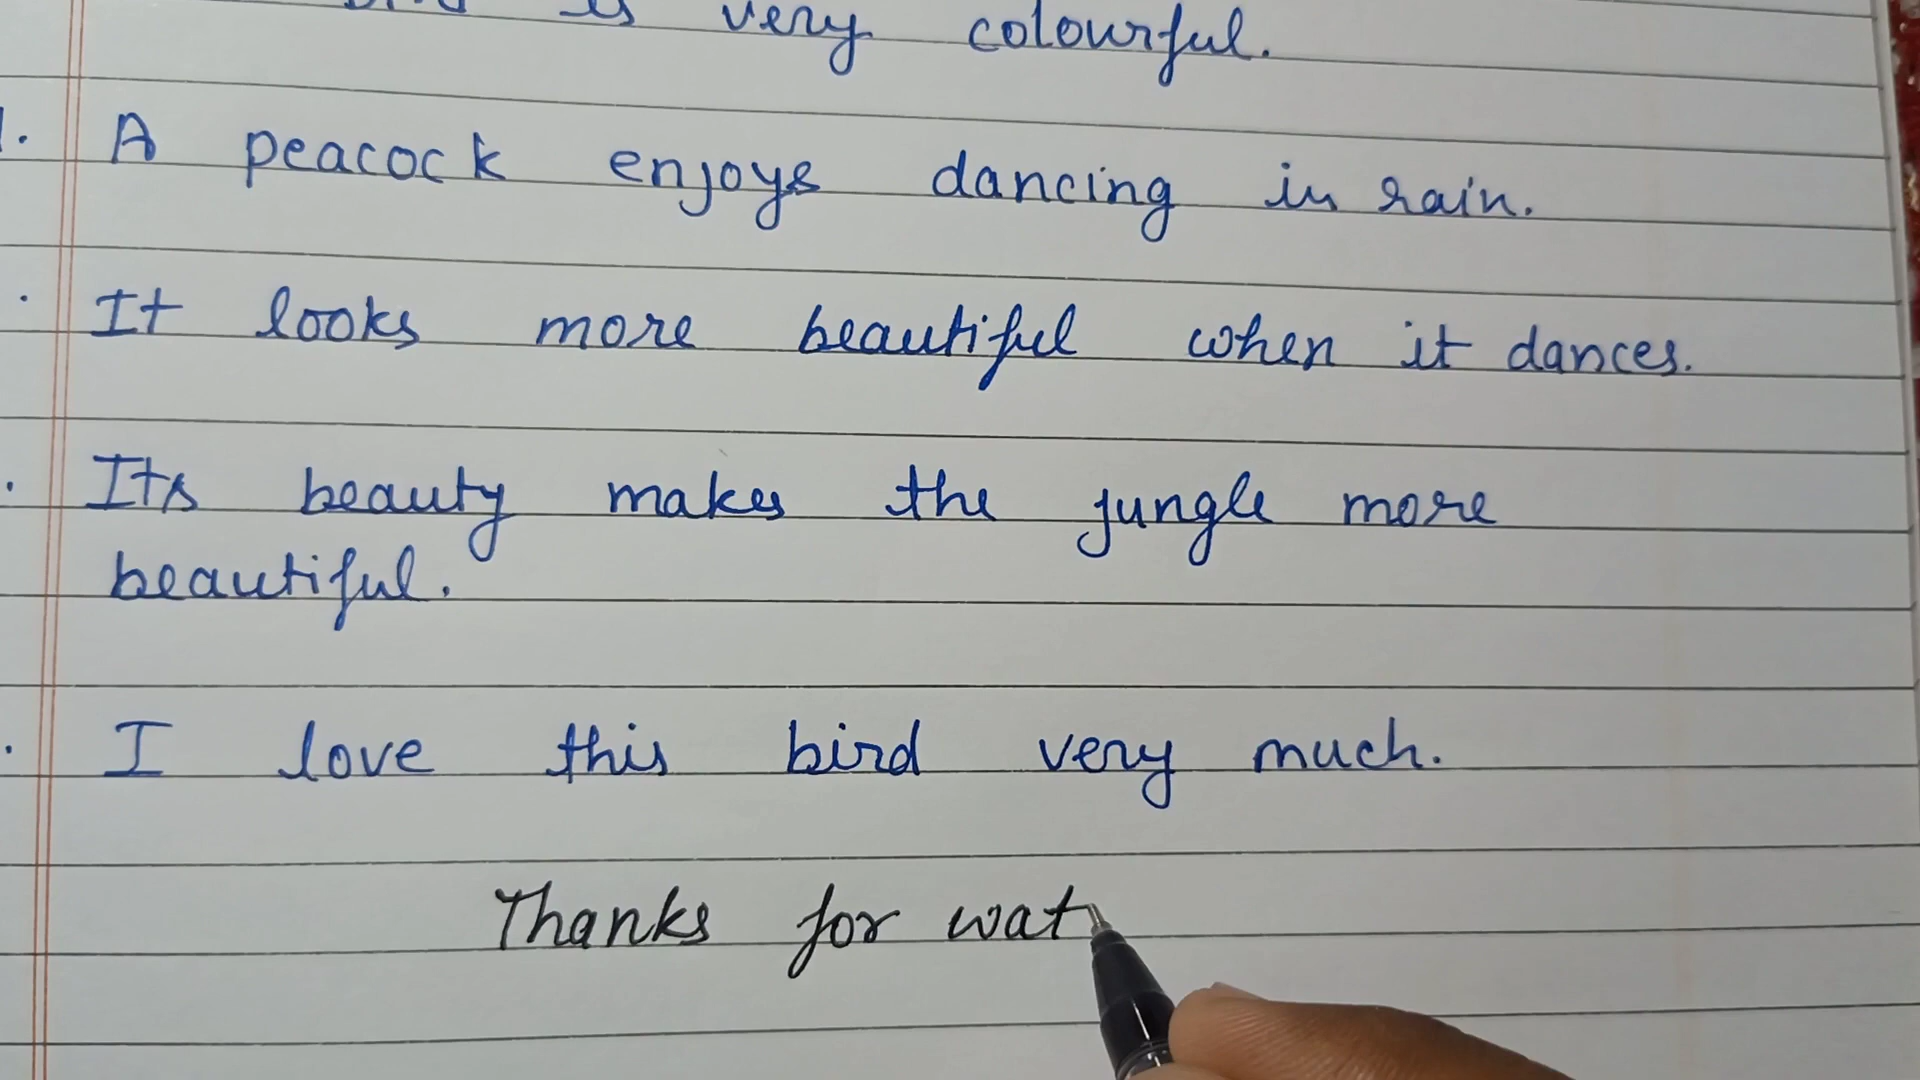 is very colourful.
A peacock enjoys dancing in rain.
It looks more beautiful when it dances.
Its beauty makes the jungle more
beautiful.
I love this bird very much.
Thanks for wat